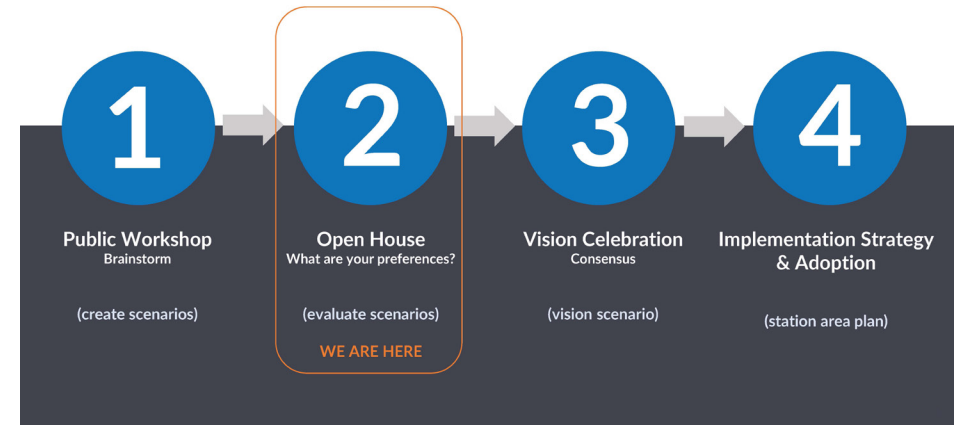 1
Public Workshop
Brainstorm
(create scenarios)
2
Open House
What are your preferences?
(evaluate scenarios)
WE ARE HERE
3
Vision Celebration
Consensus
(vision scenario)
4
Implementation Strategy
& Adoption
(station area plan)